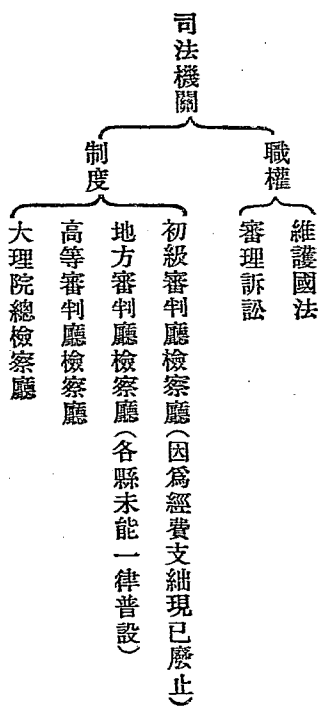 司法機關
職權
維護國法
審理訴訟
制度
初級審判廳檢察廳(因爲經費支絀現已廢止)
地方審判廳檢察廳(各縣未能一律普設)
高等審判廳檢察廳
大理院總檢察廳